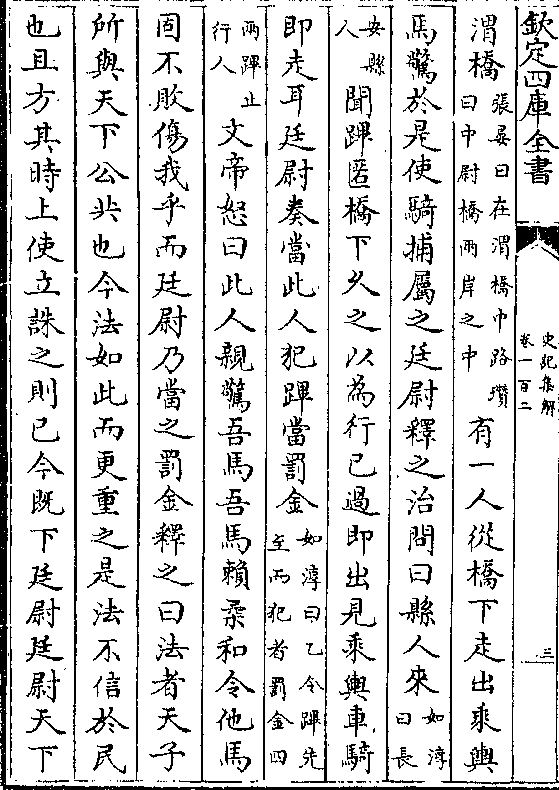 欽定四庫全書
史記集解
卷一百二
三
渭橋張晏曰在渭橋中路瓚曰中尉橋兩岸之中有一人從橋下走出乘輿
馬驚於是使騎捕屬之廷尉釋之治問曰縣人來如淳曰長
安縣人聞蹕匿橋下久之以為行已過即出見乘輿車騎
即走耳廷尉奏當此人犯蹕當罰金如淳曰乙令蹕先至而犯者罰金四
兩蹕止行人文帝怒曰此人親驚吾馬吾馬賴柔和令他馬
固不敗傷我乎而廷尉乃當之罰金釋之曰法者天子
所與天下公共也今法如此而更重之是法不信於民
也且方其時上使立誅之則已今既下廷尉廷尉天下